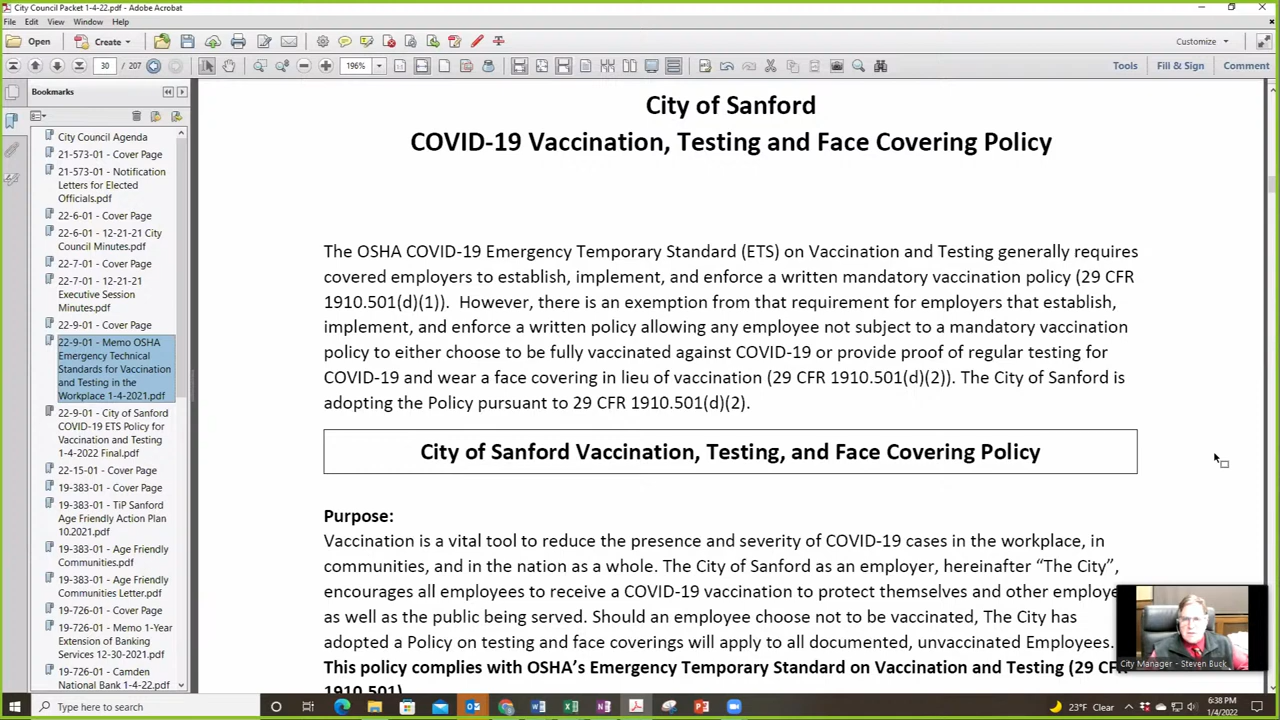 City Council Packet 1-4-22.pdf - Adobe Acrobat
File Edit View Window Help
Open Create Customize
30 / 207 196% Tools Fill & Sign Comment
Bookmarks
City Council Agenda
21-573-01 - Cover Page
21-573-01 - Notification
Letters for Elected
Officials.pdf
22-6-01 - Cover Page
22-6-01 - 12-21-21 City
Council Minutes.pdf
22-7-01 - Cover Page
22-7-01 - 12-21-21
Executive Session
Minutes.pdf
22-9-01 - Cover Page
22-9-01 - Memo OSHA
Emergency Technical
Standards for Vaccination
and Testing in the
Workplace 1-4-2021.pdf
22-9-01 - City of Sanford
COVID-19 ETS Policy for
Vaccination and Testing
1-4-2022 Final.pdf
22-15-01 - Cover Page
19-383-01 - Cover Page
19-383-01 - TiP Sanford
Age Friendly Action Plan
10.2021.pdf
19-383-01 - Age Friendly
Communities.pdf
19-383-01 - Age Friendly
Communities Letter.pdf
19-726-01 - Cover Page
19-726-01 - Memo 1-Year
Extension of Banking
Services 12-30-2021.pdf
19-726-01 - Camden
National Bank 1-4-22.pdf
City of Sanford
COVID-19 Vaccination, Testing and Face Covering Policy
The OSHA COVID-19 Emergency Temporary Standard (ETS) on Vaccination and Testing generally requires
covered employers to establish, implement, and enforce a written mandatory vaccination policy (29 CFR
1910.501(d)(1)). However, there is an exemption from that requirement for employers that establish,
implement, and enforce a written policy allowing any employee not subject to a mandatory vaccination
policy to either choose to be fully vaccinated against COVID-19 or provide proof of regular testing for
COVID-19 and wear a face covering in lieu of vaccination (29 CFR 1910.501(d)(2)). The City of Sanford is
adopting the Policy pursuant to 29 CFR 1910.501(d)(2).
City of Sanford Vaccination, Testing, and Face Covering Policy
Purpose:
Vaccination is a vital tool to reduce the presence and severity of COVID-19 cases in the workplace, in
communities, and in the nation as a whole. The City of Sanford as an employer, hereinafter “The City”,
encourages all employees to receive a COVID-19 vaccination to protect themselves and other employe
as well as the public being served. Should an employee choose not to be vaccinated, The City has
adopted a Policy on testing and face coverings will apply to all documented, unvaccinated Employees.
This policy complies with OSHA’s Emergency Temporary Standard on Vaccination and Testing (29 CFR
1910.501)
City Manager - Steven Buck
Type here to search
23°F Clear
6:38 PM
1/4/2022